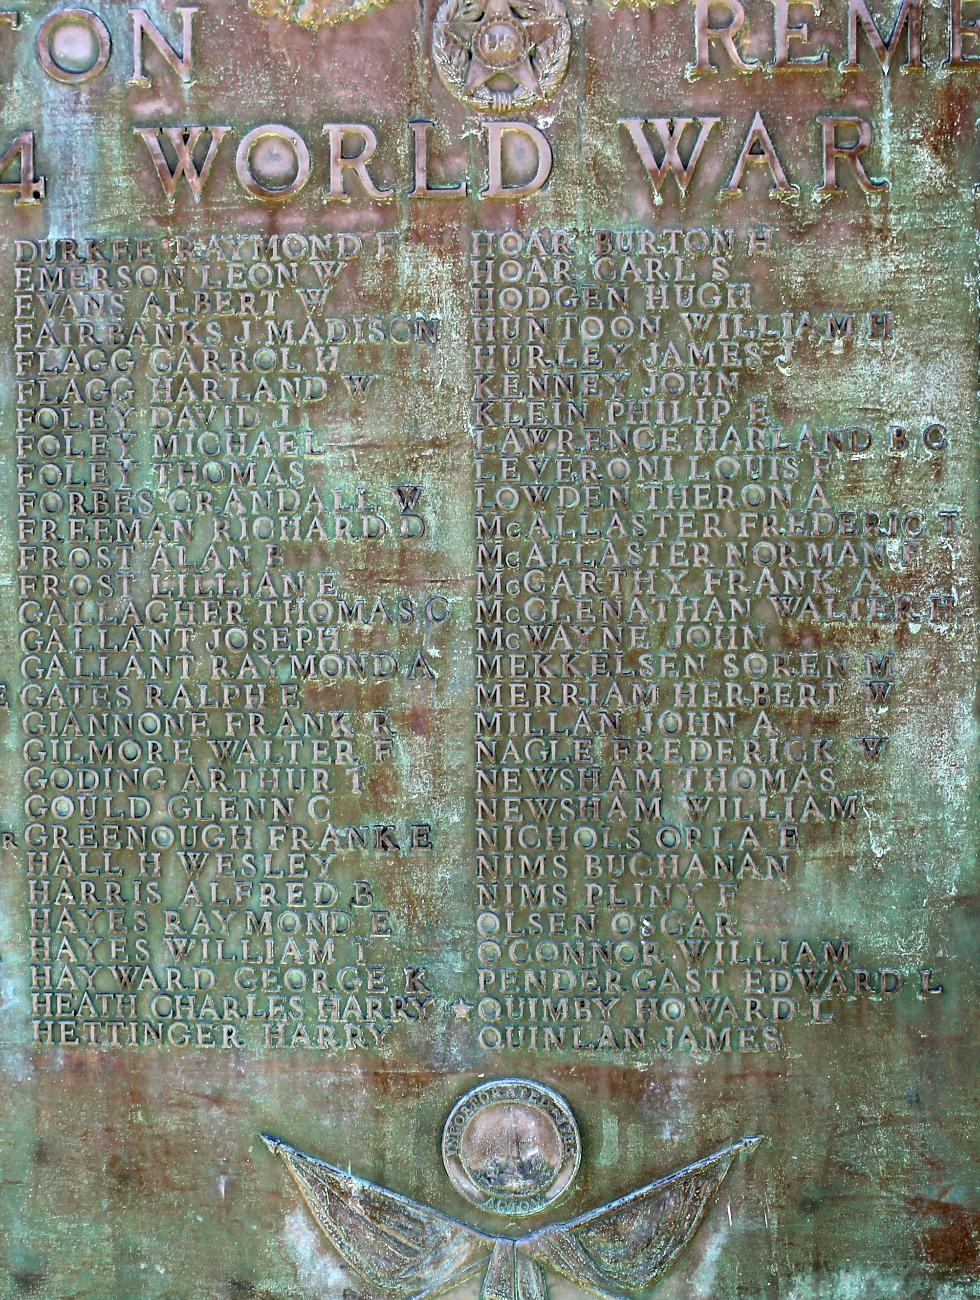 TON REME
US
4 WORLD WAR
DURKEE RAYMOND F
EMERSON LEON W
EVANS ALBERT W
FAIRBANKS J MADISON
FLAGG CARROL H
FLAGG HARLAND W
FOLEY DAVID J
FOLEY MICHAEL
FOLEY THOMAS
FORBES CRANDALL W
FREEMAN RICHARD D
FROST ALAN B
FROST LILLIAN E
GALLAGHER THOMAS C
GALLANT JOSEPH
GALLANT RAYMOND A
GATES RALPH E
GIANNONE FRANK R
GILMORE WALTER F
GODING ARTHUR T
GOULD GLENN C
GREENOUGH FRANK E
HALL H WESLEY
HARRIS ALFRED B
HAYES RAYMOND E
HAYES WILLIAM T
HAYWARD GEORGE K
HEATH CHARLES HARRY
HETTINGER HARRY
HOAR BURTON H
HOAR CARL S
HODGEN HUGH
HUNTOON WILLIAM H
HURLEY JAMES J
KENNEY JOHN
KLEIN PHILIP E
LAWRENCE HARLAND B G
LEVERONI LOUIS F
LOWDEN THERON A
McALLASTER FREDERIC T
McALLASTER NORMAN F
McCARTHY FRANK A
McCLENATHAN WALTER H
McWAYNE JOHN
MEKKELSEN SOREN M
MERRIAM HERBERT W
MILLAN JOHN A
NAGLE FREDERICK W
NEWSHAM THOMAS
NEWSHAM WILLIAM
NICHOLS ORLA E
NIMS BUCHANAN
NIMS PLINY F
OLSEN OSCAR
O'CONNOR WILLIAM
PENDERGAST EDWARD L
QUIMBY HOWARD L
QUINLAN JAMES
INCORPORATED
ACTON